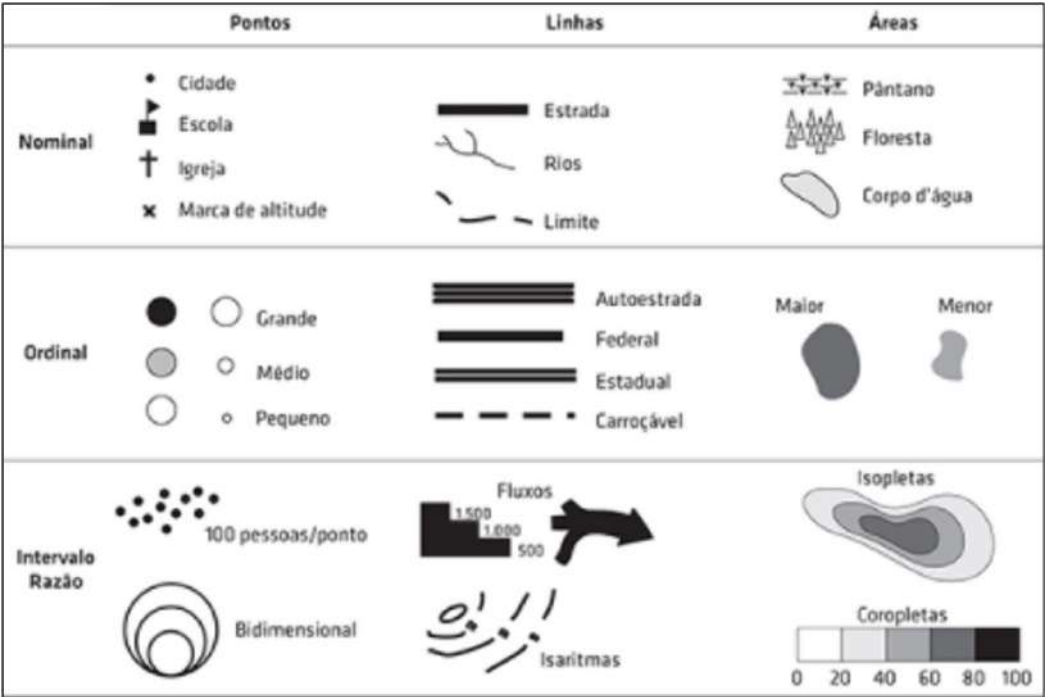 Pontos Linhas Áreas
Nominal
Cidade
Escola
Igreja
Marca de altitude
Estrada
Rios
Limite
Pântano
Floresta
Corpo d'água
Ordinal
Grande
Médio
Pequeno
Autoestrada
Federal
Estadual
Carroçável
Maior Menor
Intervalo
Razão
100 pessoas/ponto
Bidimensional
Fluxos
1.500
1.000
500
Isaritmas
Isopletas
Coropletas
0 20 40 60 80 100